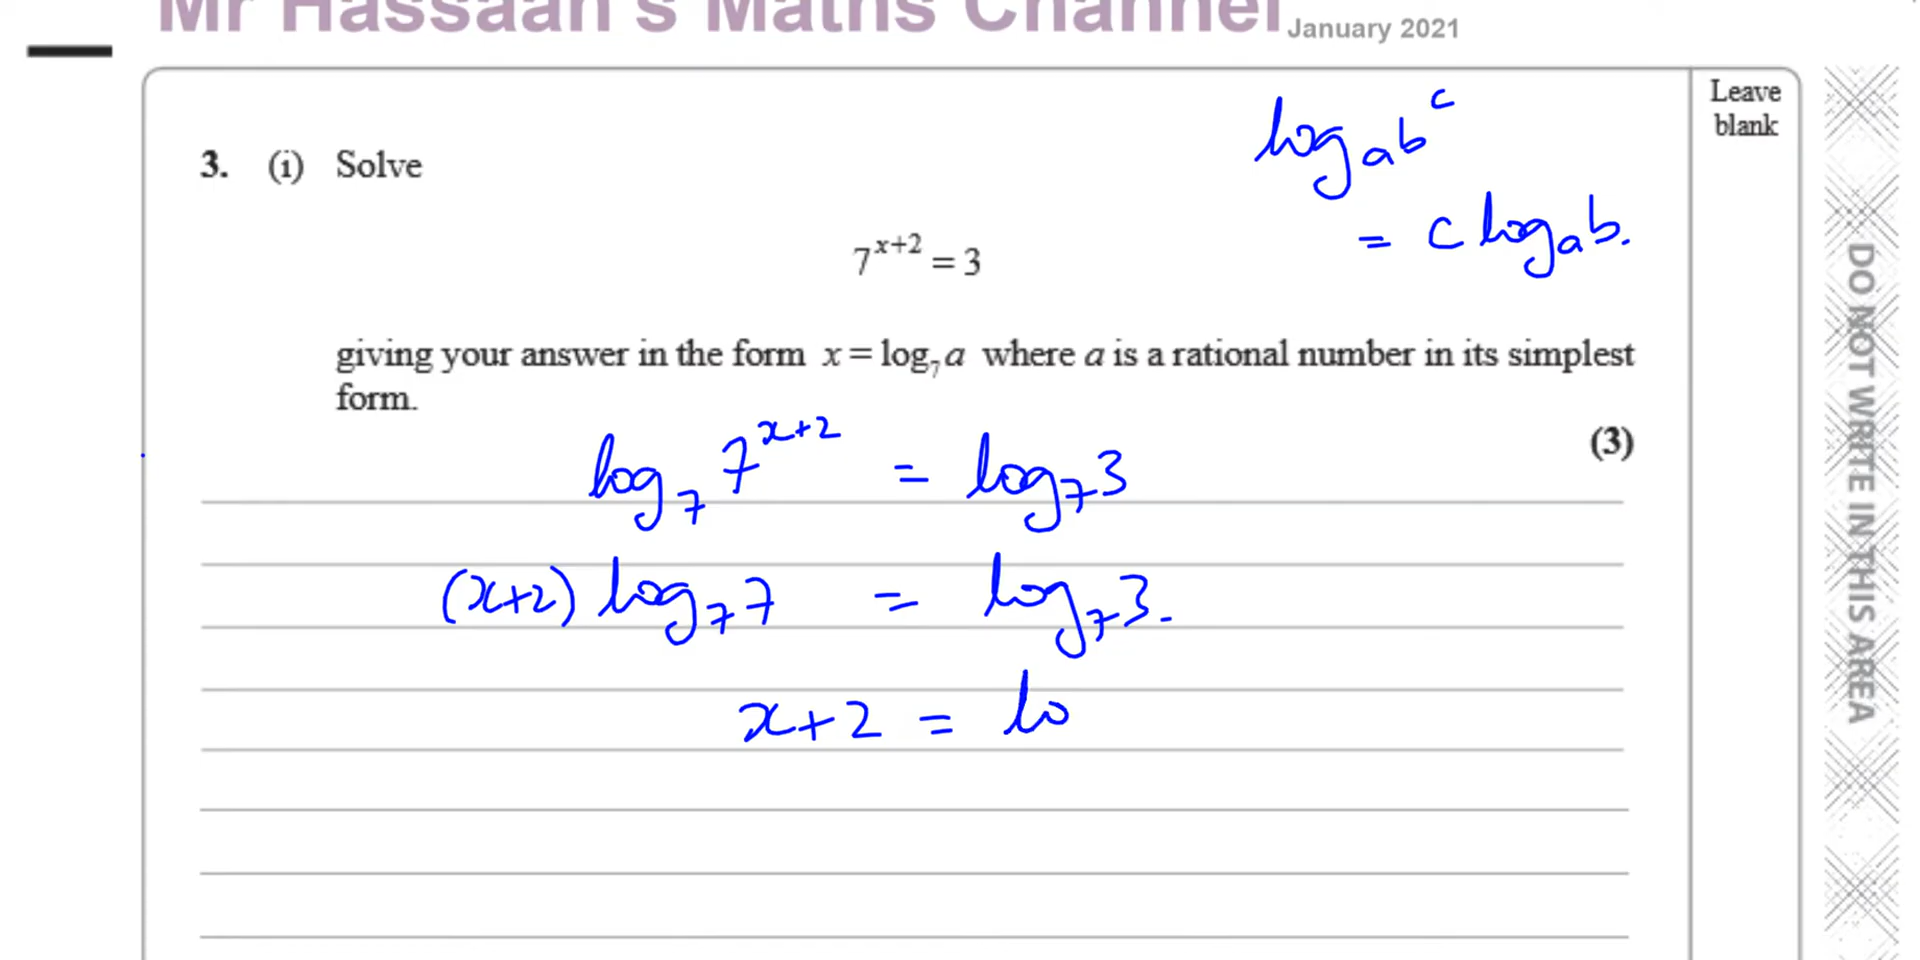 Mr Hassaan's Maths Channel
January 2021
Leave
blank
3. (i) Solve
7^{x+2} = 3
log_a b^c
= c log_a b.
giving your answer in the form x = log_7 a where a is a rational number in its simplest
form.
(3)
log_7 7^{x+2} = log_7 3
(x+2) log_7 7 = log_7 3.
x+2 = lo
DO NOT WRITE IN THIS AREA